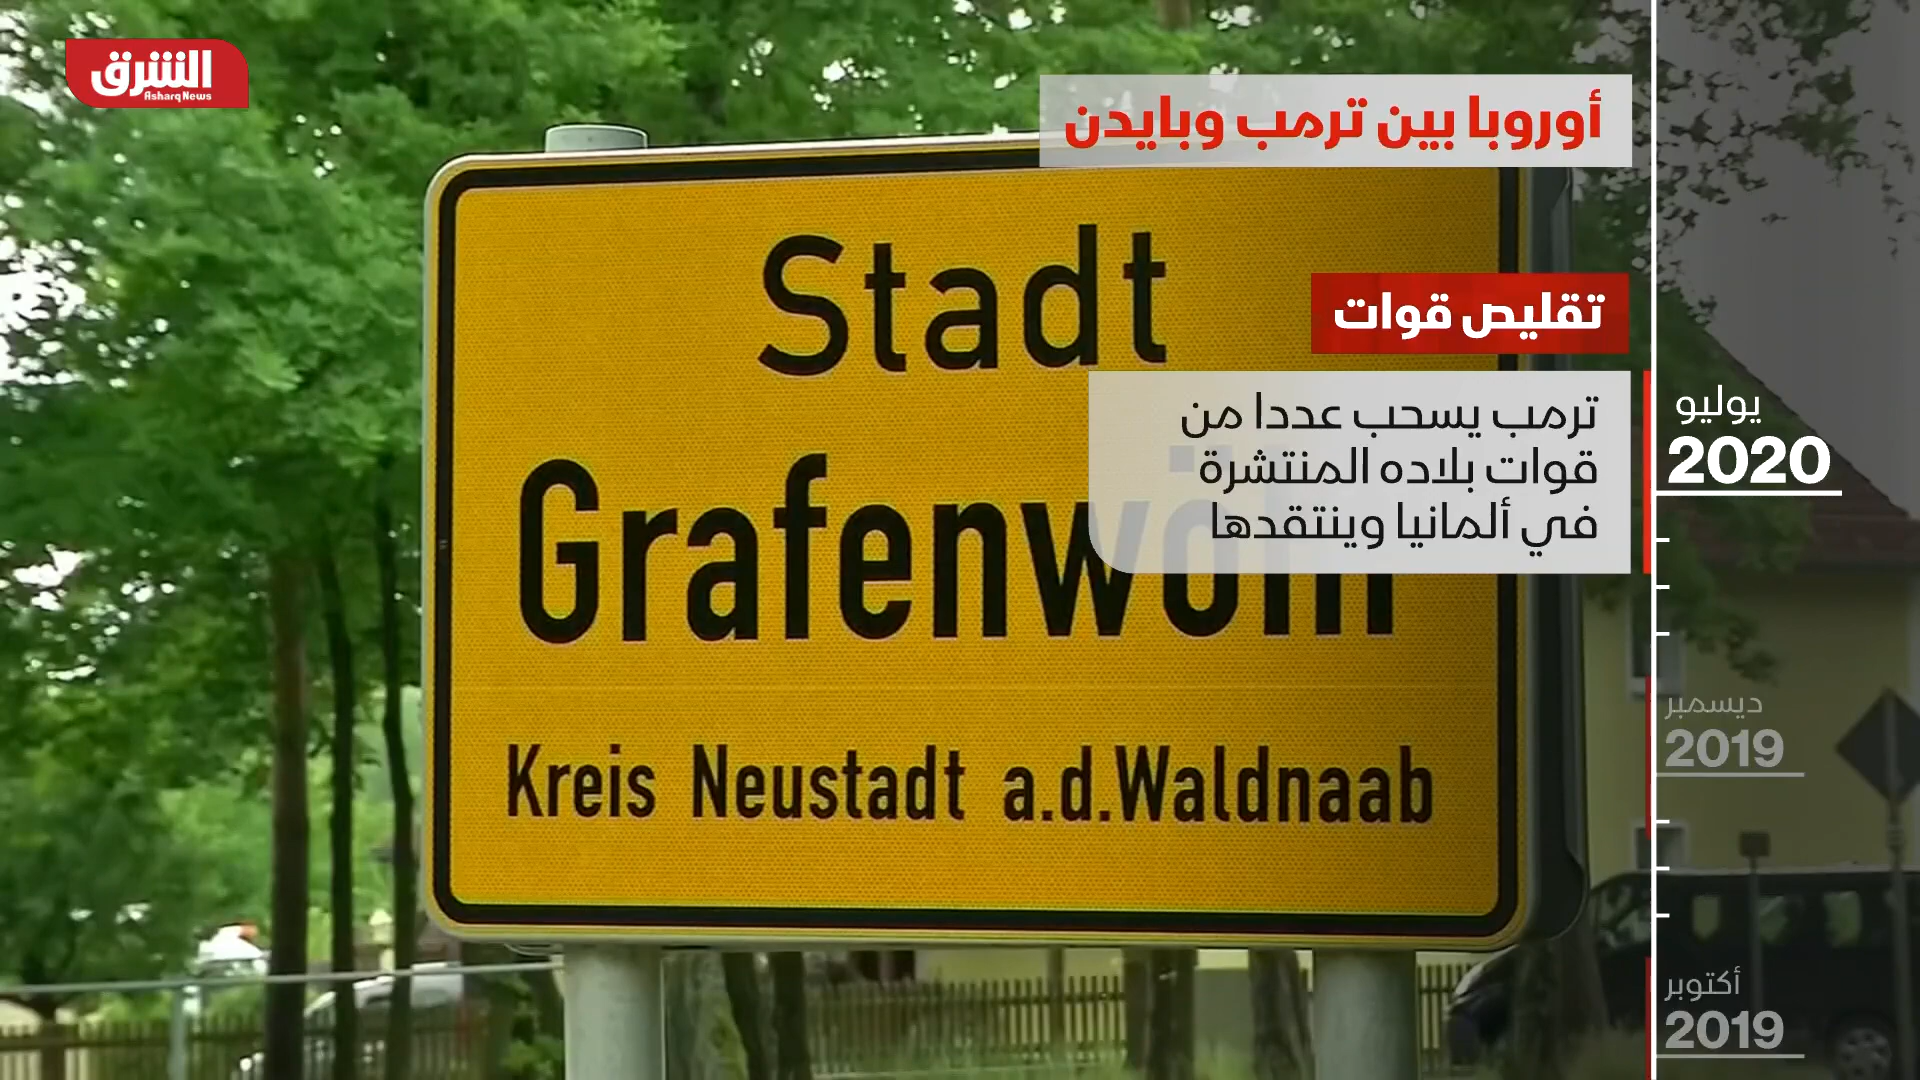 الشرق
Asharq News
أوروبا بين ترمب وبايدن
تقليص قوات
ترمب يسحب عددا من
قوات بلاده المنتشرة
في ألمانيا وينتقدها
يوليو
2020
ديسمبر
2019
أكتوبر
2019
Stadt
Grafenwöhr
Kreis Neustadt a.d.Waldnaab